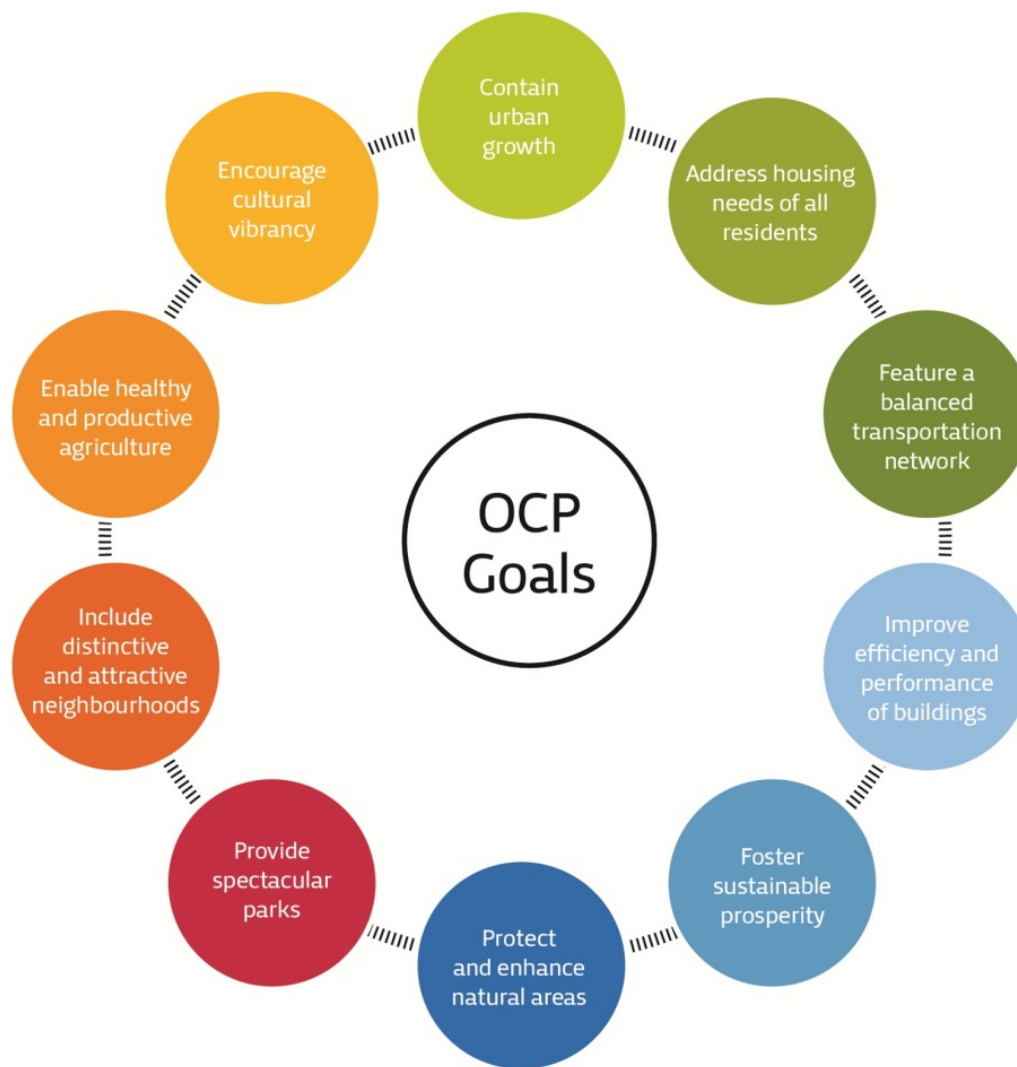 Contain
urban
growth
Address housing
needs of all
residents
Feature a
balanced
transportation
network
Improve
efficiency and
performance
of buildings
Foster
sustainable
prosperity
Protect
and enhance
natural areas
Provide
spectacular
parks
Include
distinctive
and attractive
neighbourhoods
Enable healthy
and productive
agriculture
Encourage
cultural
vibrancy
OCP
Goals